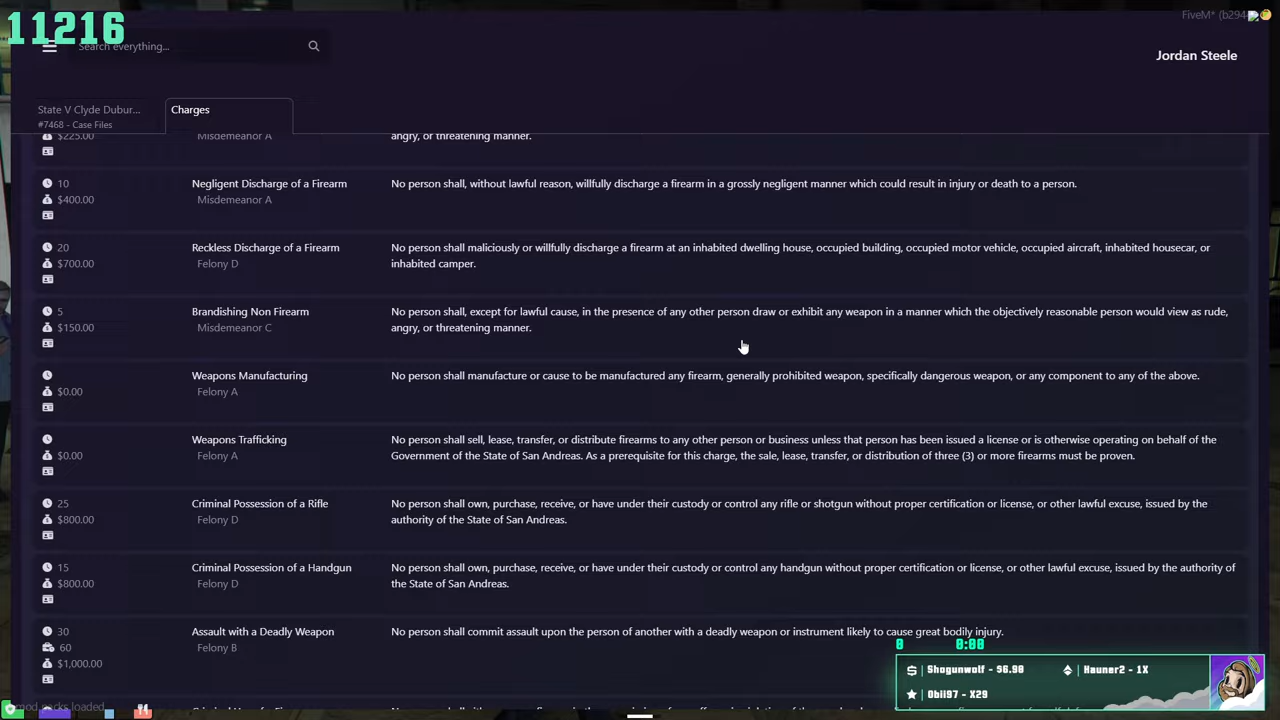 11216
FiveM* (b294
Search everything...
Jordan Steele
State V Clyde Dubur...
#7468 - Case Files
Charges
$225.00
Misdemeanor A
angry, or threatening manner.
10
Negligent Discharge of a Firearm
No person shall, without lawful reason, willfully discharge a firearm in a grossly negligent manner which could result in injury or death to a person.
$400.00
Misdemeanor A
20
Reckless Discharge of a Firearm
No person shall maliciously or willfully discharge a firearm at an inhabited dwelling house, occupied building, occupied motor vehicle, occupied aircraft, inhabited housecar, or
$700.00
Felony D
inhabited camper.
5
Brandishing Non Firearm
No person shall, except for lawful cause, in the presence of any other person draw or exhibit any weapon in a manner which the objectively reasonable person would view as rude,
$150.00
Misdemeanor C
angry, or threatening manner.
Weapons Manufacturing
No person shall manufacture or cause to be manufactured any firearm, generally prohibited weapon, specifically dangerous weapon, or any component to any of the above.
$0.00
Felony A
Weapons Trafficking
No person shall sell, lease, transfer, or distribute firearms to any other person or business unless that person has been issued a license or is otherwise operating on behalf of the
$0.00
Felony A
Government of the State of San Andreas. As a prerequisite for this charge, the sale, lease, transfer, or distribution of three (3) or more firearms must be proven.
25
Criminal Possession of a Rifle
No person shall own, purchase, receive, or have under their custody or control any rifle or shotgun without proper certification or license, or other lawful excuse, issued by the
$800.00
Felony D
authority of the State of San Andreas.
15
Criminal Possession of a Handgun
No person shall own, purchase, receive, or have under their custody or control any handgun without proper certification or license, or other lawful excuse, issued by the authority of
$800.00
Felony D
the State of San Andreas.
30
Assault with a Deadly Weapon
No person shall commit assault upon the person of another with a deadly weapon or instrument likely to cause great bodily injury.
60
Felony B
$1,000.00
0 0:00
Shogunwolf - $6.90
Hauner2 - 1X
Obii97 - X29
mod packs loaded